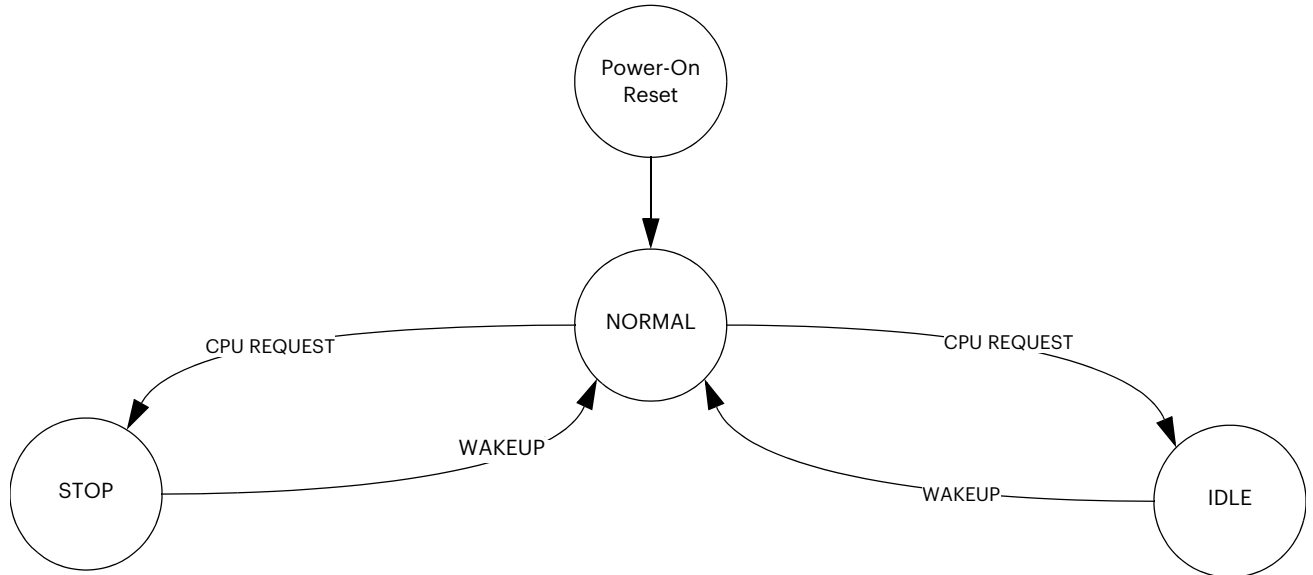 Power-On
Reset
NORMAL
CPU REQUEST
CPU REQUEST
WAKEUP
STOP
WAKEUP
IDLE